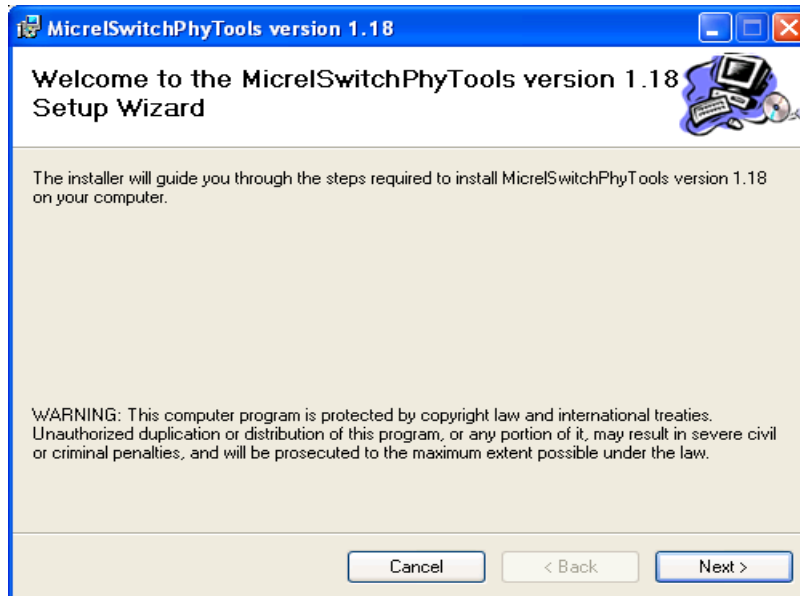 MicrelSwitchPhyTools version 1.18
Welcome to the MicrelSwitchPhyTools version 1.18
Setup Wizard
The installer will guide you through the steps required to install MicrelSwitchPhyTools version 1.18
on your computer.
WARNING: This computer program is protected by copyright law and international treaties.
Unauthorized duplication or distribution of this program, or any portion of it, may result in severe civil
or criminal penalties, and will be prosecuted to the maximum extent possible under the law.
Cancel
< Back
Next >